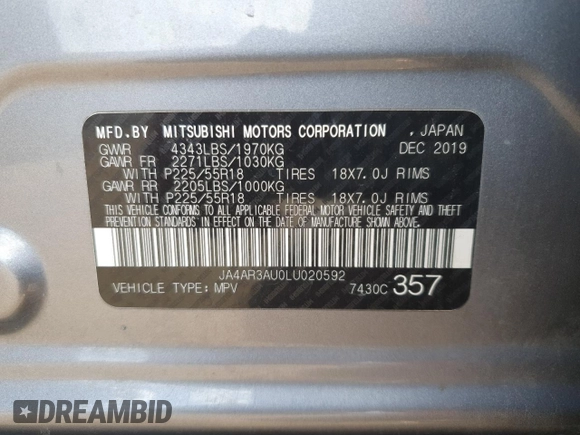 MFD.BY MITSUBISHI MOTORS CORPORATION , JAPAN
GVWR 4343LBS/1970KG DEC 2019
GAWR FR 2271LBS/1030KG
WITH P225/55R18 TIRES 18X7.0J RIMS
GAWR RR 2205LBS/1000KG
WITH P225/55R18 TIRES 18X7.0J RIMS
THIS VEHICLE CONFORMS TO ALL APPLICABLE FEDERAL MOTOR VEHICLE SAFETY AND THEFT
PREVENTION STANDARDS IN EFFECT ON THE DATE OF MANUFACTURE SHOWN ABOVE.
JA4AR3AU0LU020592
VEHICLE TYPE: MPV 7430C 357
DREAMBID